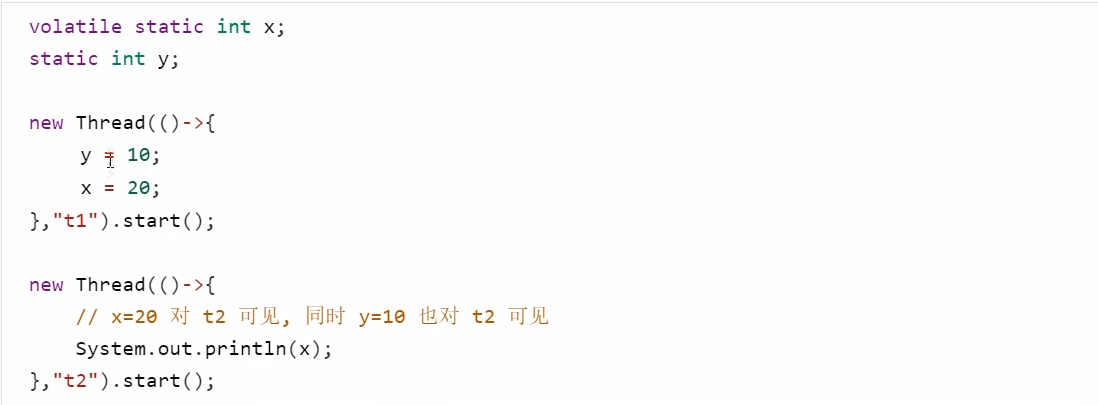 volatile static int x;
static int y;
new Thread(()->{
y = 10;
x = 20;
},"t1").start();
new Thread(()->{
// x=20 对 t2 可见, 同时 y=10 也对 t2 可见
System.out.println(x);
},"t2").start();